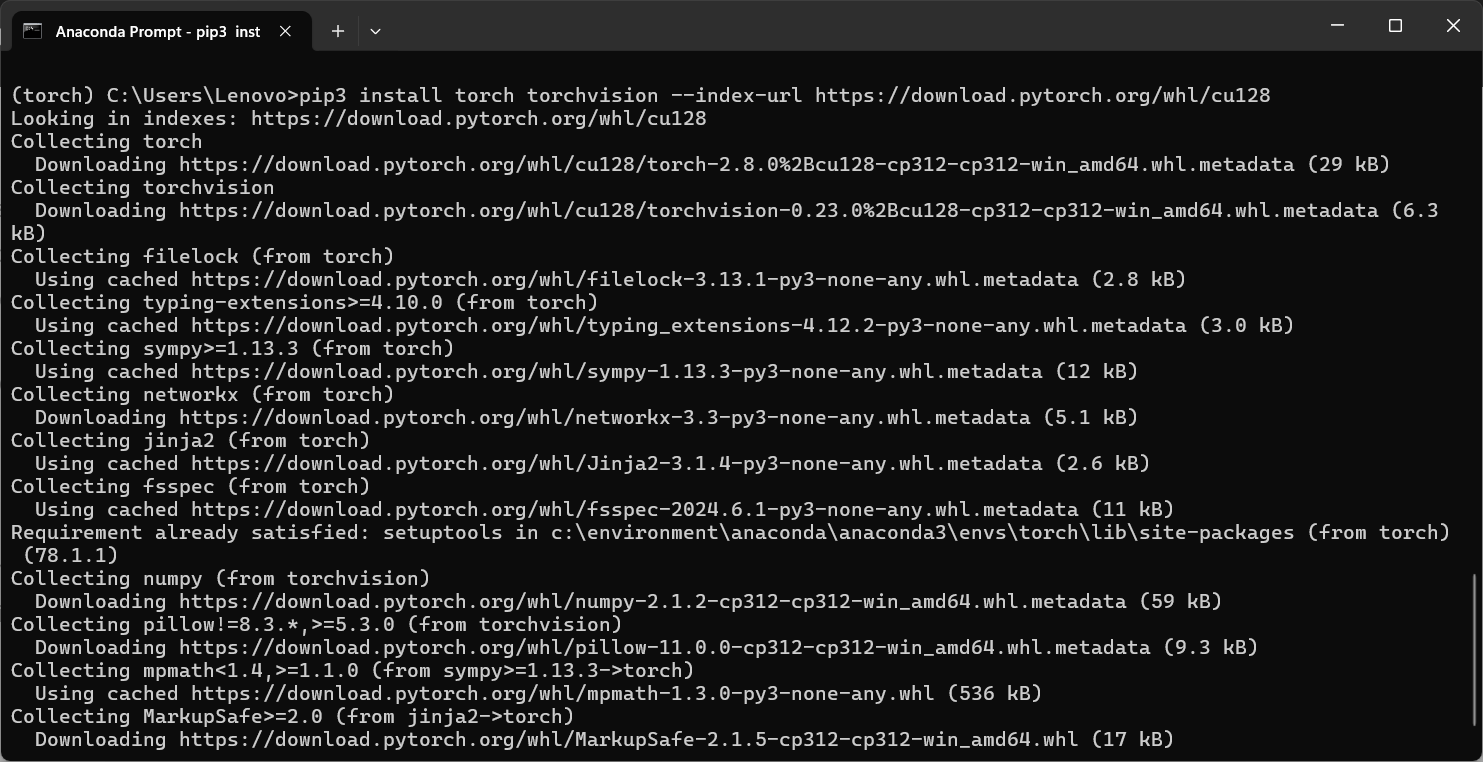 Anaconda Prompt - pip3  inst
(torch) C:\Users\Lenovo>pip3 install torch torchvision --index-url https://download.pytorch.org/whl/cu128
Looking in indexes: https://download.pytorch.org/whl/cu128
Collecting torch
  Downloading https://download.pytorch.org/whl/cu128/torch-2.8.0%2Bcu128-cp312-cp312-win_amd64.whl.metadata (29 kB)
Collecting torchvision
  Downloading https://download.pytorch.org/whl/cu128/torchvision-0.23.0%2Bcu128-cp312-cp312-win_amd64.whl.metadata (6.3
kB)
Collecting filelock (from torch)
  Using cached https://download.pytorch.org/whl/filelock-3.13.1-py3-none-any.whl.metadata (2.8 kB)
Collecting typing-extensions>=4.10.0 (from torch)
  Using cached https://download.pytorch.org/whl/typing_extensions-4.12.2-py3-none-any.whl.metadata (3.0 kB)
Collecting sympy>=1.13.3 (from torch)
  Using cached https://download.pytorch.org/whl/sympy-1.13.3-py3-none-any.whl.metadata (12 kB)
Collecting networkx (from torch)
  Downloading https://download.pytorch.org/whl/networkx-3.3-py3-none-any.whl.metadata (5.1 kB)
Collecting jinja2 (from torch)
  Using cached https://download.pytorch.org/whl/Jinja2-3.1.4-py3-none-any.whl.metadata (2.6 kB)
Collecting fsspec (from torch)
  Using cached https://download.pytorch.org/whl/fsspec-2024.6.1-py3-none-any.whl.metadata (11 kB)
Requirement already satisfied: setuptools in c:\environment\anaconda\anaconda3\envs\torch\lib\site-packages (from torch)
 (78.1.1)
Collecting numpy (from torchvision)
  Downloading https://download.pytorch.org/whl/numpy-2.1.2-cp312-cp312-win_amd64.whl.metadata (59 kB)
Collecting pillow!=8.3.*,>=5.3.0 (from torchvision)
  Downloading https://download.pytorch.org/whl/pillow-11.0.0-cp312-cp312-win_amd64.whl.metadata (9.3 kB)
Collecting mpmath<1.4,>=1.1.0 (from sympy>=1.13.3->torch)
  Using cached https://download.pytorch.org/whl/mpmath-1.3.0-py3-none-any.whl (536 kB)
Collecting MarkupSafe>=2.0 (from jinja2->torch)
  Downloading https://download.pytorch.org/whl/MarkupSafe-2.1.5-cp312-cp312-win_amd64.whl (17 kB)